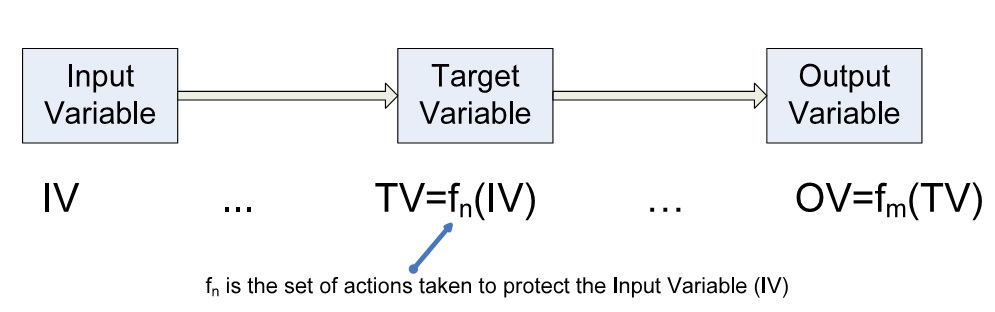 Input
Variable
Target
Variable
Output
Variable
IV ... TV=fn(IV) ... OV=fm(TV)
fn is the set of actions taken to protect the Input Variable (IV)